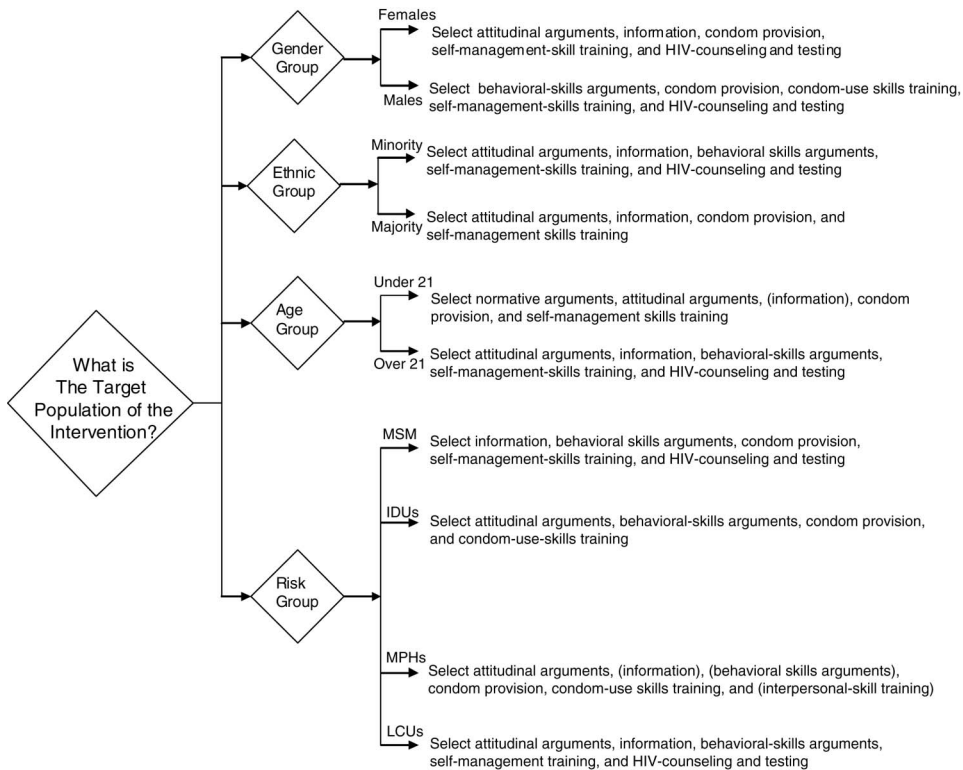 What is
The Target
Population of the
Intervention?
Gender
Group
Females
Select attitudinal arguments, information, condom provision,
self-management-skill training, and HIV-counseling and testing
Select behavioral-skills arguments, condom provision, condom-use skills training,
Males
self-management-skills training, and HIV-counseling and testing
Ethnic
Group
Minority
Select attitudinal arguments, information, behavioral skills arguments,
self-management-skills training, and HIV-counseling and testing
Select attitudinal arguments, information, condom provision, and
Majority
self-management skills training
Age
Group
Under 21
Select normative arguments, attitudinal arguments, (information), condom
provision, and self-management skills training
Select attitudinal arguments, information, behavioral-skills arguments,
Over 21
self-management-skills training, and HIV-counseling and testing
Risk
Group
MSM
Select information, behavioral skills arguments, condom provision,
self-management-skills training, and HIV-counseling and testing
IDUs
Select attitudinal arguments, behavioral-skills arguments, condom provision,
and condom-use-skills training
MPHs
Select attitudinal arguments, (information), (behavioral skills arguments),
condom provision, condom-use skills training, and (interpersonal-skill training)
LCUs
Select attitudinal arguments, information, behavioral-skills arguments,
self-management training, and HIV-counseling and testing